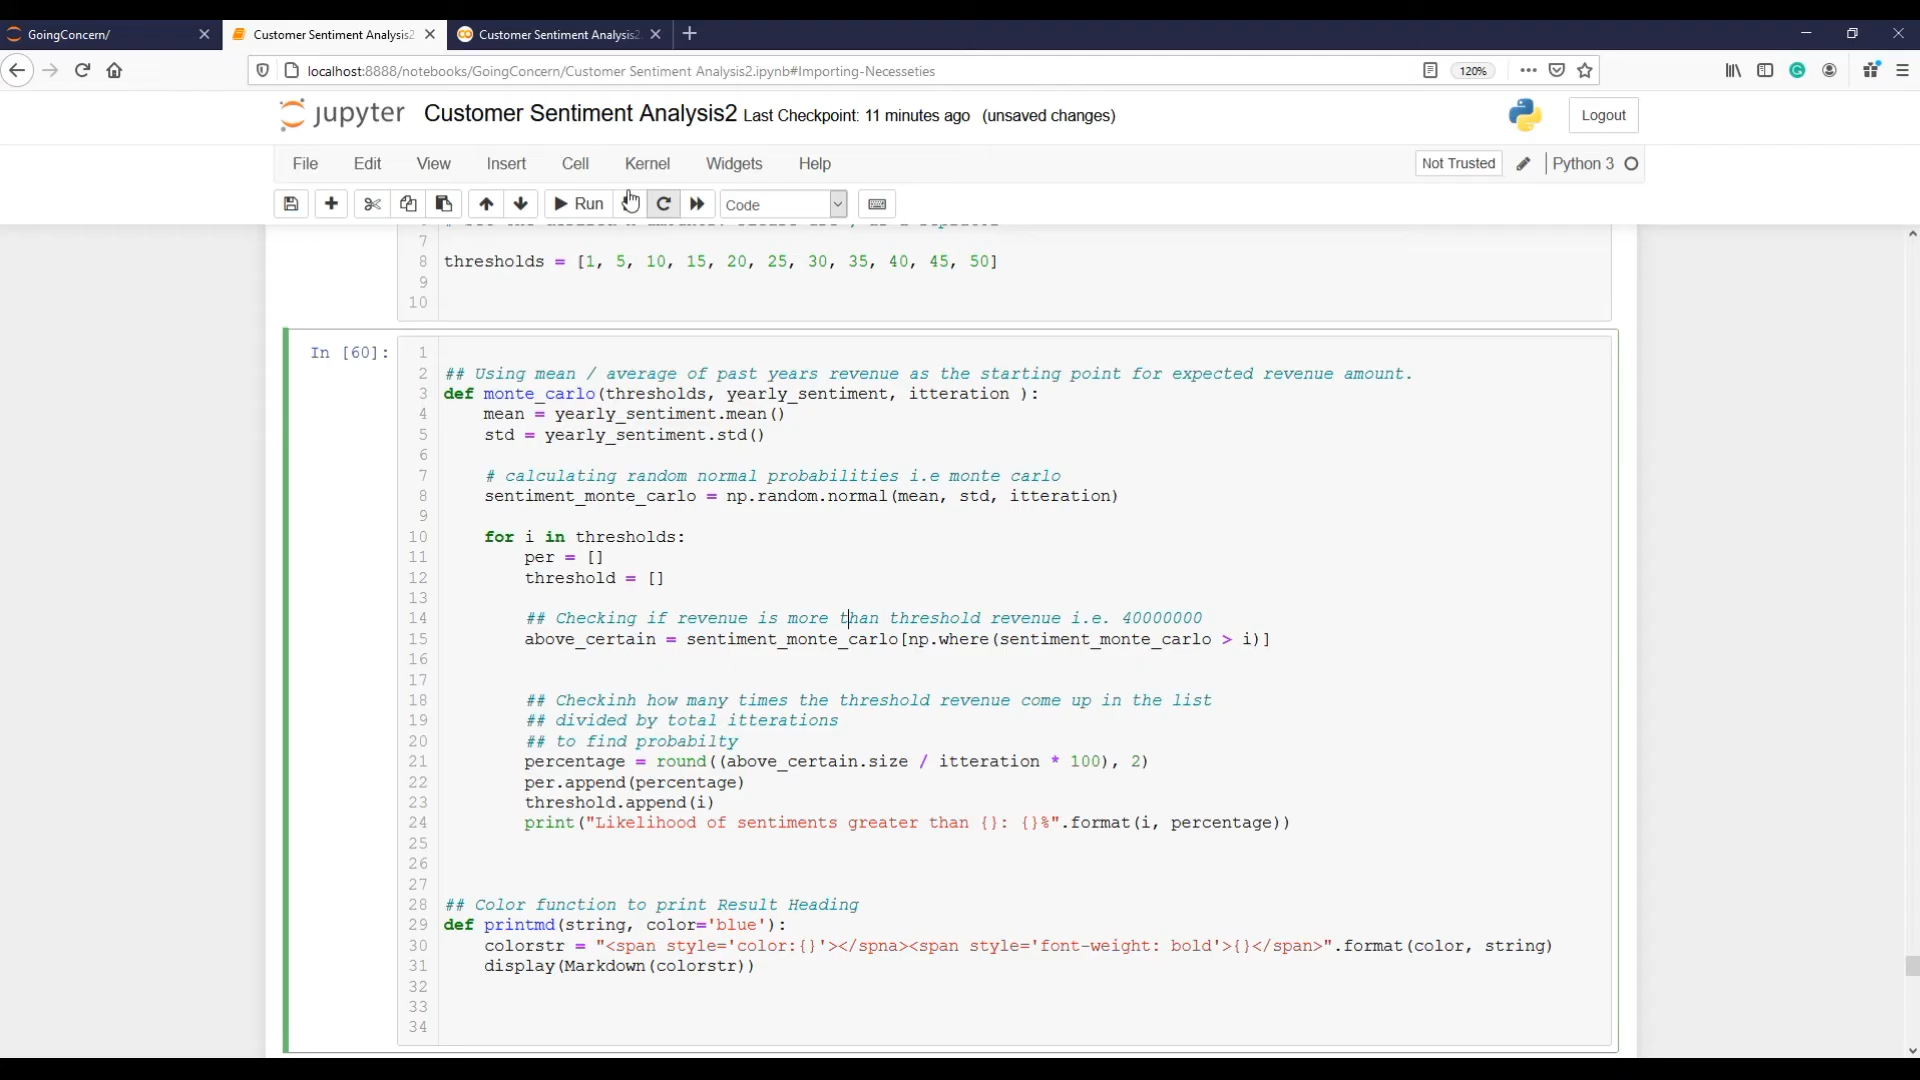 GoingConcern/
Customer Sentiment Analysis2
Customer Sentiment Analysis2
localhost:8888/notebooks/GoingConcern/Customer Sentiment Analysis2.ipynb#Importing-Necesseties
120%
jupyter Customer Sentiment Analysis2 Last Checkpoint: 11 minutes ago (unsaved changes)
Logout
File Edit View Insert Cell Kernel Widgets Help
Not Trusted
Python 3
Run
Code
7
8 thresholds = [1, 5, 10, 15, 20, 25, 30, 35, 40, 45, 50]
9
10
In [60]:
1
2 ## Using mean / average of past years revenue as the starting point for expected revenue amount.
3 def monte_carlo(thresholds, yearly_sentiment, itteration ):
4 mean = yearly_sentiment.mean()
5 std = yearly_sentiment.std()
6
7 # calculating random normal probabilities i.e monte carlo
8 sentiment_monte_carlo = np.random.normal(mean, std, itteration)
9
10 for i in thresholds:
11 per = []
12 threshold = []
13
14 ## Checking if revenue is more than threshold revenue i.e. 40000000
15 above_certain = sentiment_monte_carlo[np.where(sentiment_monte_carlo > i)]
16
17
18 ## Checkinh how many times the threshold revenue come up in the list
19 ## divided by total itterations
20 ## to find probabilty
21 percentage = round((above_certain.size / itteration * 100), 2)
22 per.append(percentage)
23 threshold.append(i)
24 print("Likelihood of sentiments greater than {}: {}%".format(i, percentage))
25
26
27
28 ## Color function to print Result Heading
29 def printmd(string, color='blue'):
30 colorstr = "<span style='color:{}'></spna><span style='font-weight: bold'>{}</span>".format(color, string)
31 display(Markdown(colorstr))
32
33
34